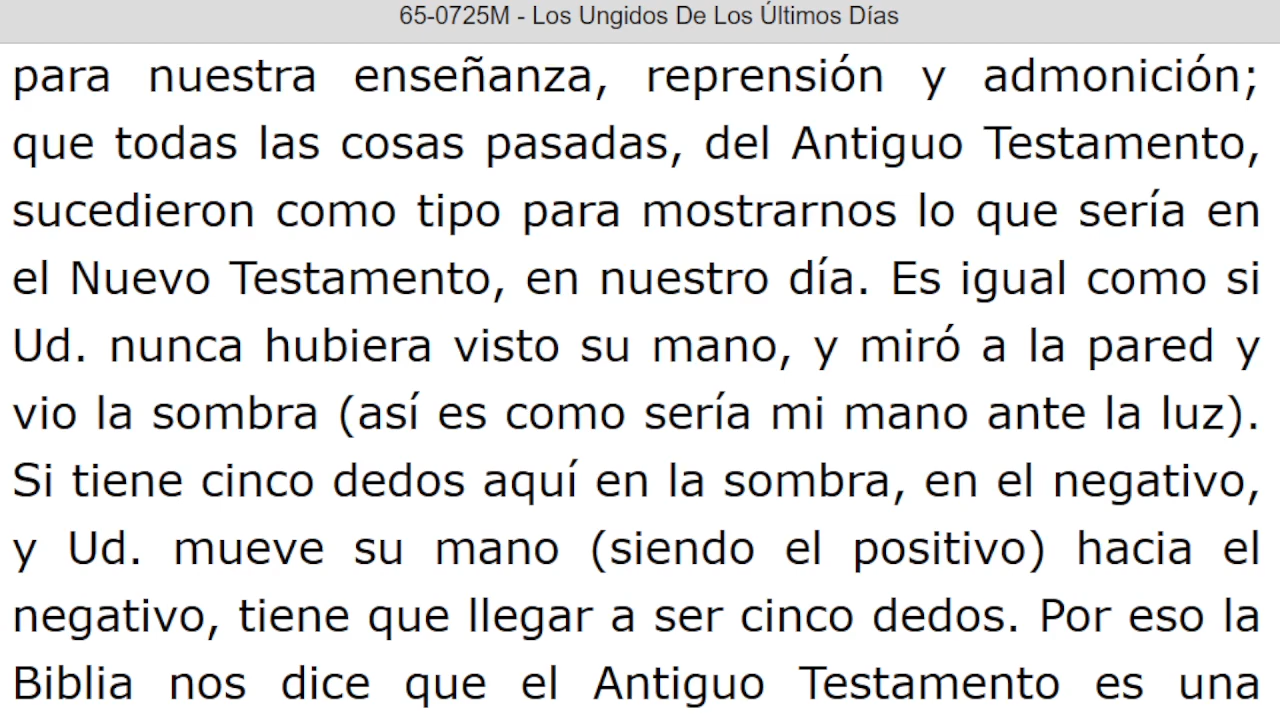 65-0725M - Los Ungidos De Los Últimos Días
para nuestra enseñanza, reprensión y admonición;
que todas las cosas pasadas, del Antiguo Testamento,
sucedieron como tipo para mostrarnos lo que sería en
el Nuevo Testamento, en nuestro día. Es igual como si
Ud. nunca hubiera visto su mano, y miró a la pared y
vio la sombra (así es como sería mi mano ante la luz).
Si tiene cinco dedos aquí en la sombra, en el negativo,
y Ud. mueve su mano (siendo el positivo) hacia el
negativo, tiene que llegar a ser cinco dedos. Por eso la
Biblia nos dice que el Antiguo Testamento es una